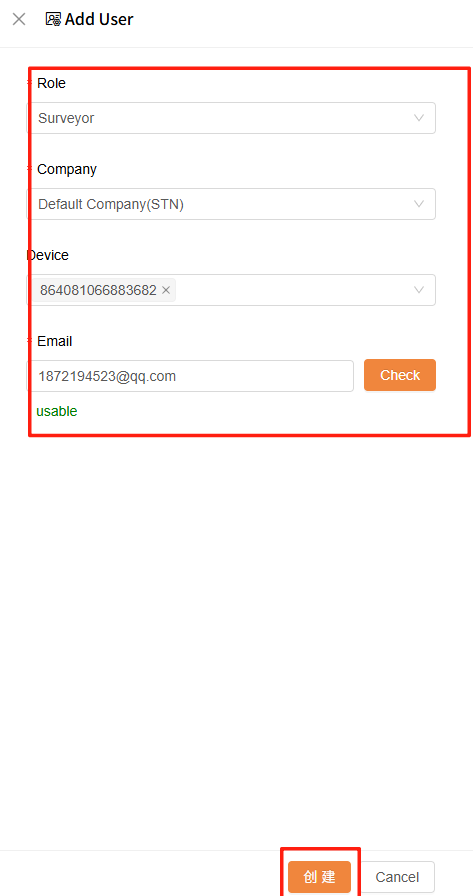 Add User
* Role
Surveyor
* Company
Default Company(STN)
Device
864081066883682 ×
* Email
1872194523@qq.com
Check
usable
创 建
Cancel